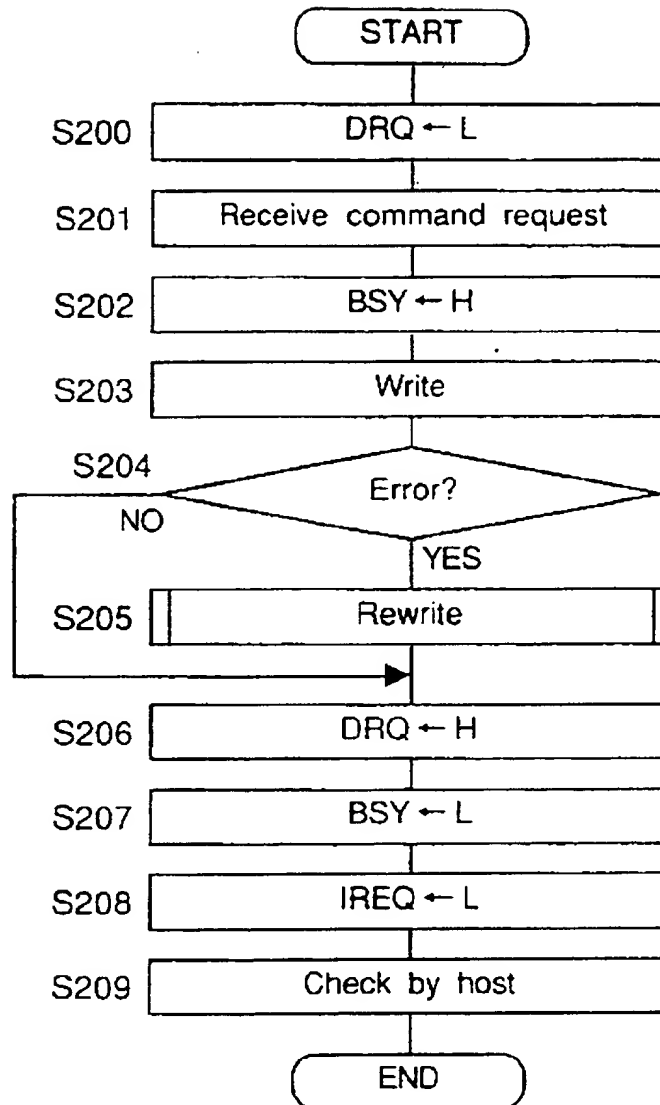 START
S200 DRQ ← L
S201 Receive command request
S202 BSY ← H
S203 Write
S204 Error?
NO
YES
S205 Rewrite
S206 DRQ ← H
S207 BSY ← L
S208 IREQ ← L
S209 Check by host
END